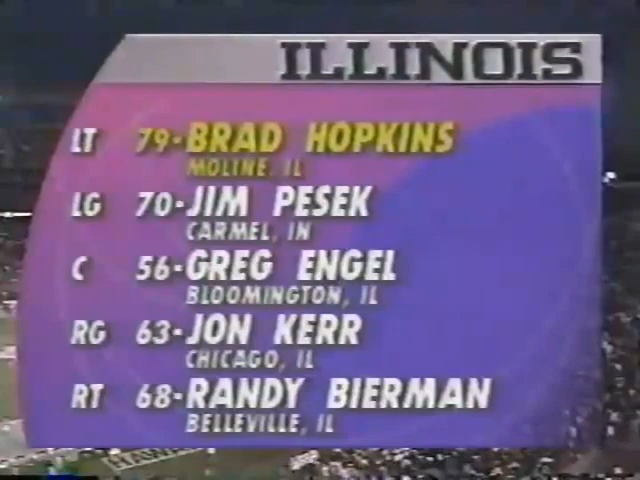 ILLINOIS
LT 79-BRAD HOPKINS
MOLINE, IL
LG 70-JIM PESEK
CARMEL, IN
C 56-GREG ENGEL
BLOOMINGTON, IL
RG 63-JON KERR
CHICAGO, IL
RT 68-RANDY BIERMAN
BELLEVILLE, IL